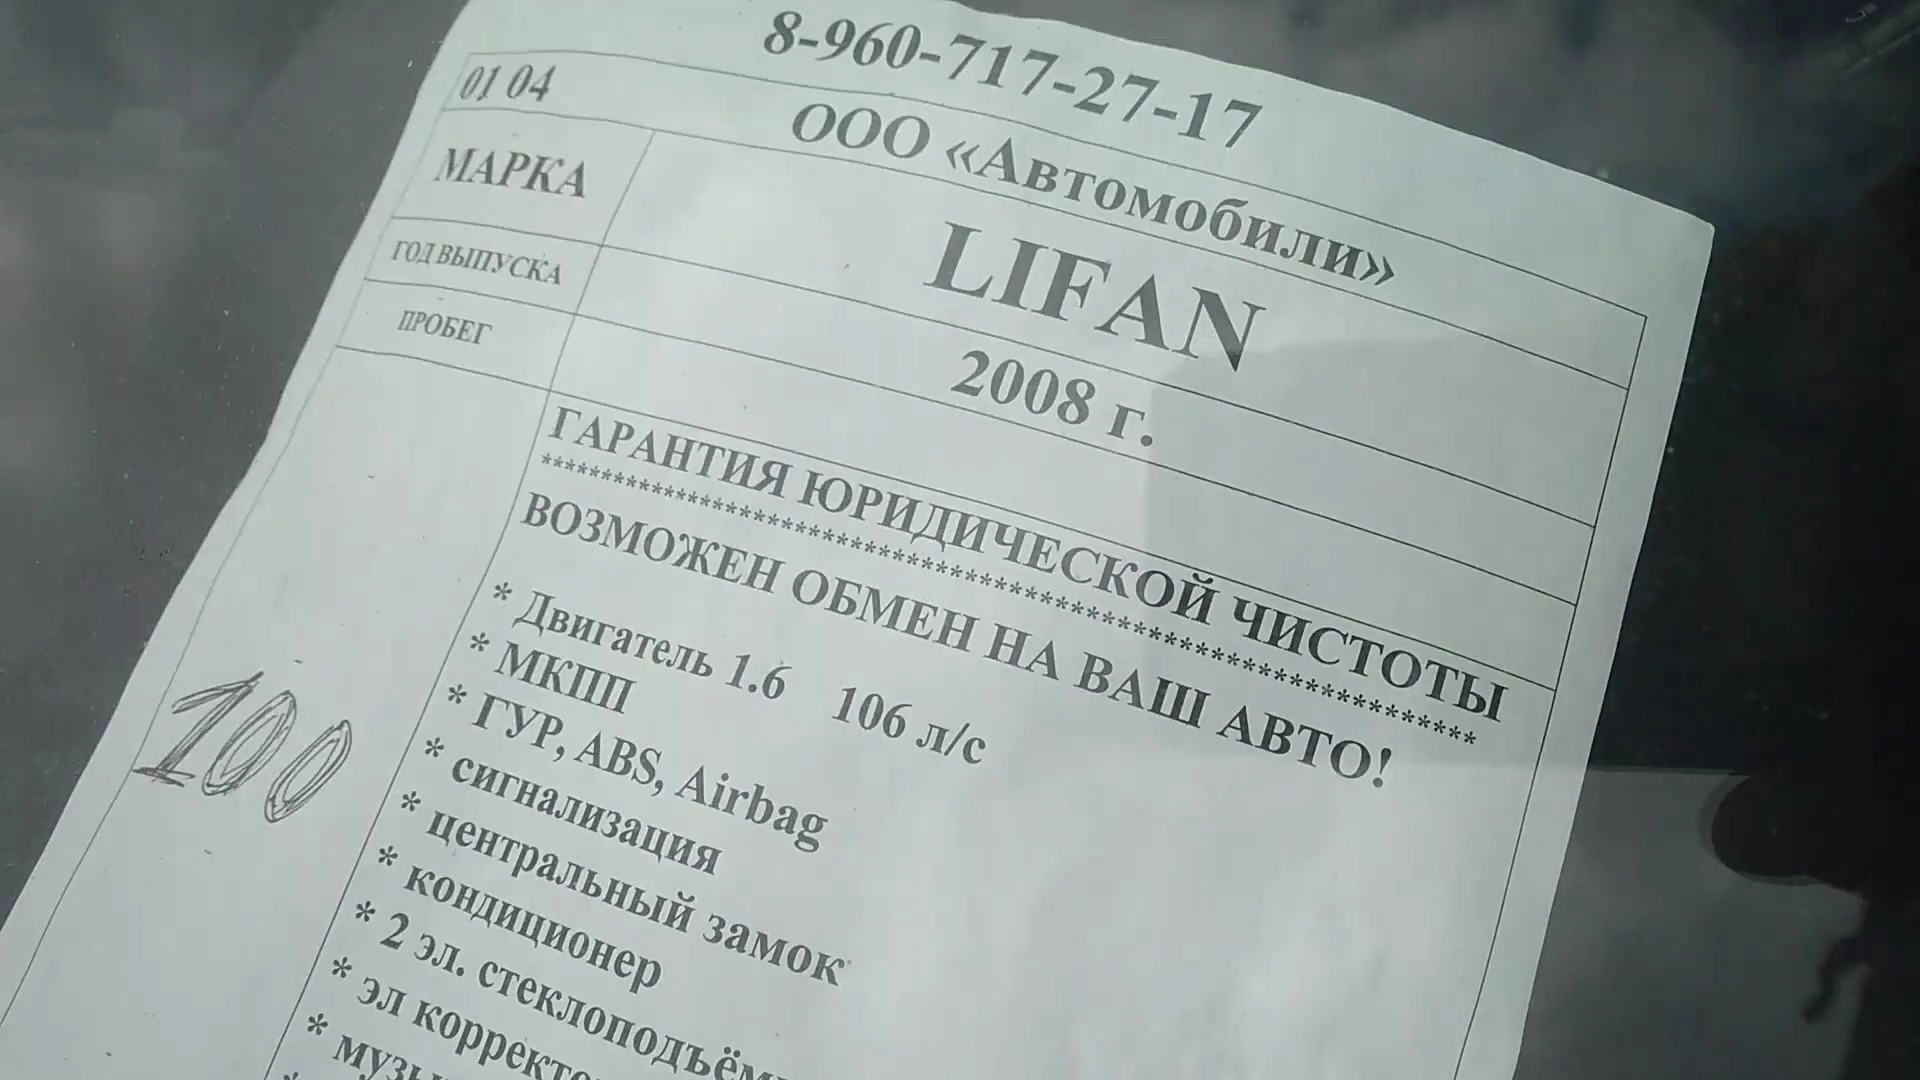 8-960-717-27-17
01 04
ООО «Автомобили»
МАРКА
LIFAN
ГОД ВЫПУСКА
2008 г.
ПРОБЕГ
ГАРАНТИЯ ЮРИДИЧЕСКОЙ ЧИСТОТЫ
ВОЗМОЖЕН ОБМЕН НА ВАШ АВТО!
* Двигатель 1.6 106 л/с
* МКПП
* ГУР, ABS, Airbag
* сигнализация
* центральный замок
* кондиционер
* 2 эл. стеклоподъём
* эл коррект
* муз
100